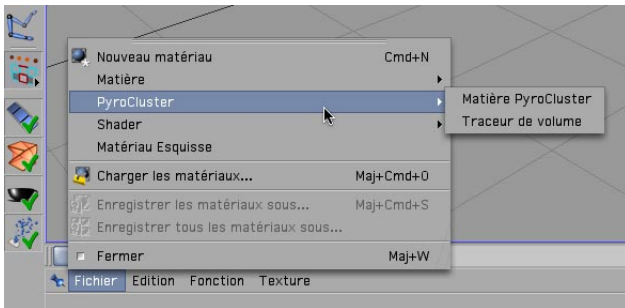 Nouveau matériau Cmd+N
Matière
PyroCluster
Matière PyroCluster
Shader
Traceur de volume
Matériau Esquisse
Charger les matériaux... Maj+Cmd+O
Enregistrer les matériaux sous... Maj+Cmd+S
Enregistrer tous les matériaux sous...
Fermer Maj+W
Fichier Edition Fonction Texture